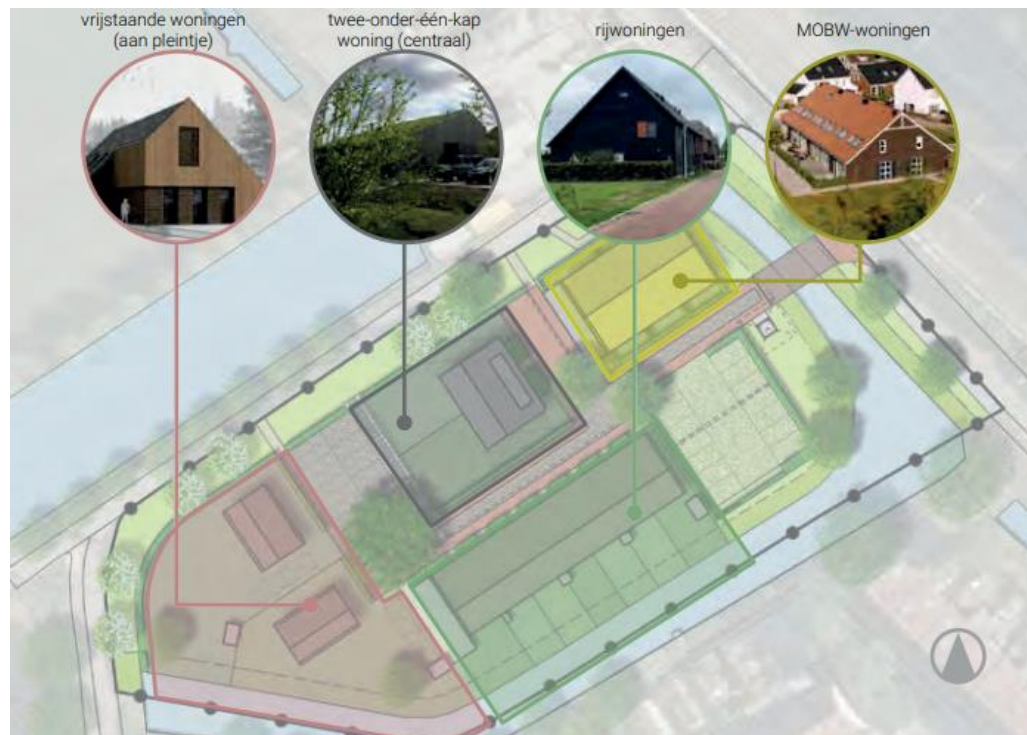 vrijstaande woningen
(aan pleintje)
twee-onder-één-kap
woning (centraal)
rijwoningen
MOBW-woningen